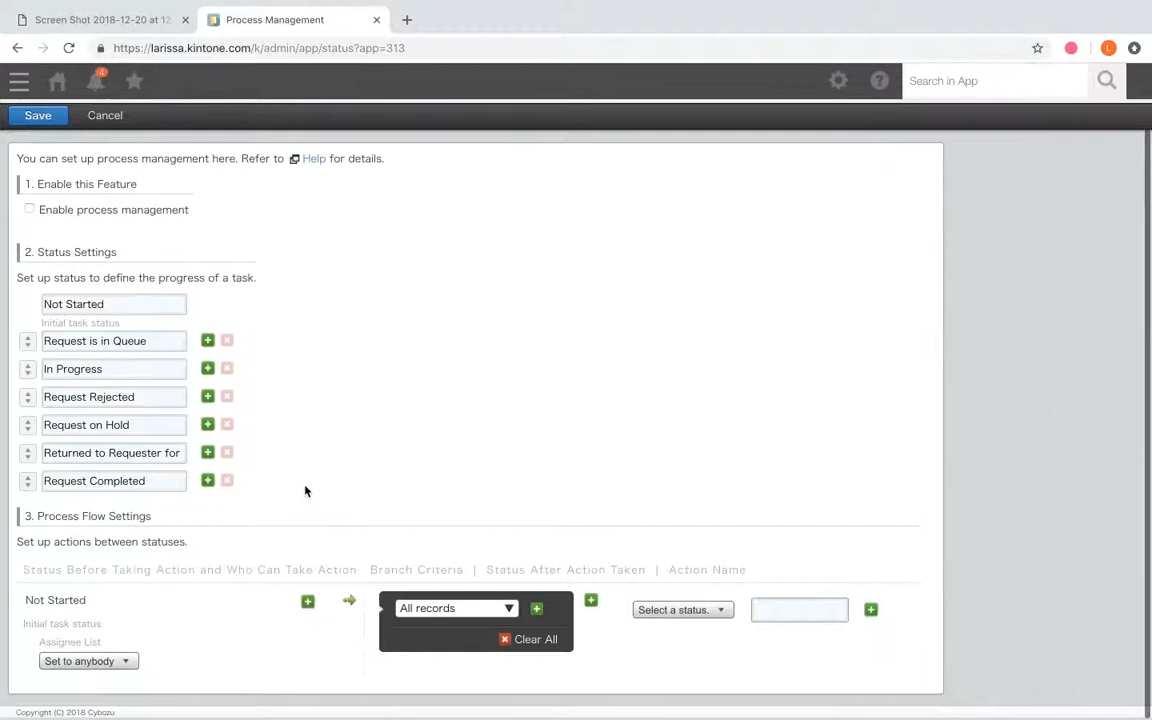 Screen Shot 2018-12-20 at 12.
Process Management
https://larissa.kintone.com/k/admin/app/status?app=313
L
4
Search in App
Save
Cancel
You can set up process management here. Refer to Help for details.
1. Enable this Feature
Enable process management
2. Status Settings
Set up status to define the progress of a task.
Not Started
Initial task status
Request is in Queue
In Progress
Request Rejected
Request on Hold
Returned to Requester for
Request Completed
3. Process Flow Settings
Set up actions between statuses.
Status Before Taking Action and Who Can Take Action Branch Criteria | Status After Action Taken | Action Name
Not Started
All records
Select a status.
Initial task status
Clear All
Assignee List
Set to anybody
Copyright (C) 2018 Cybozu